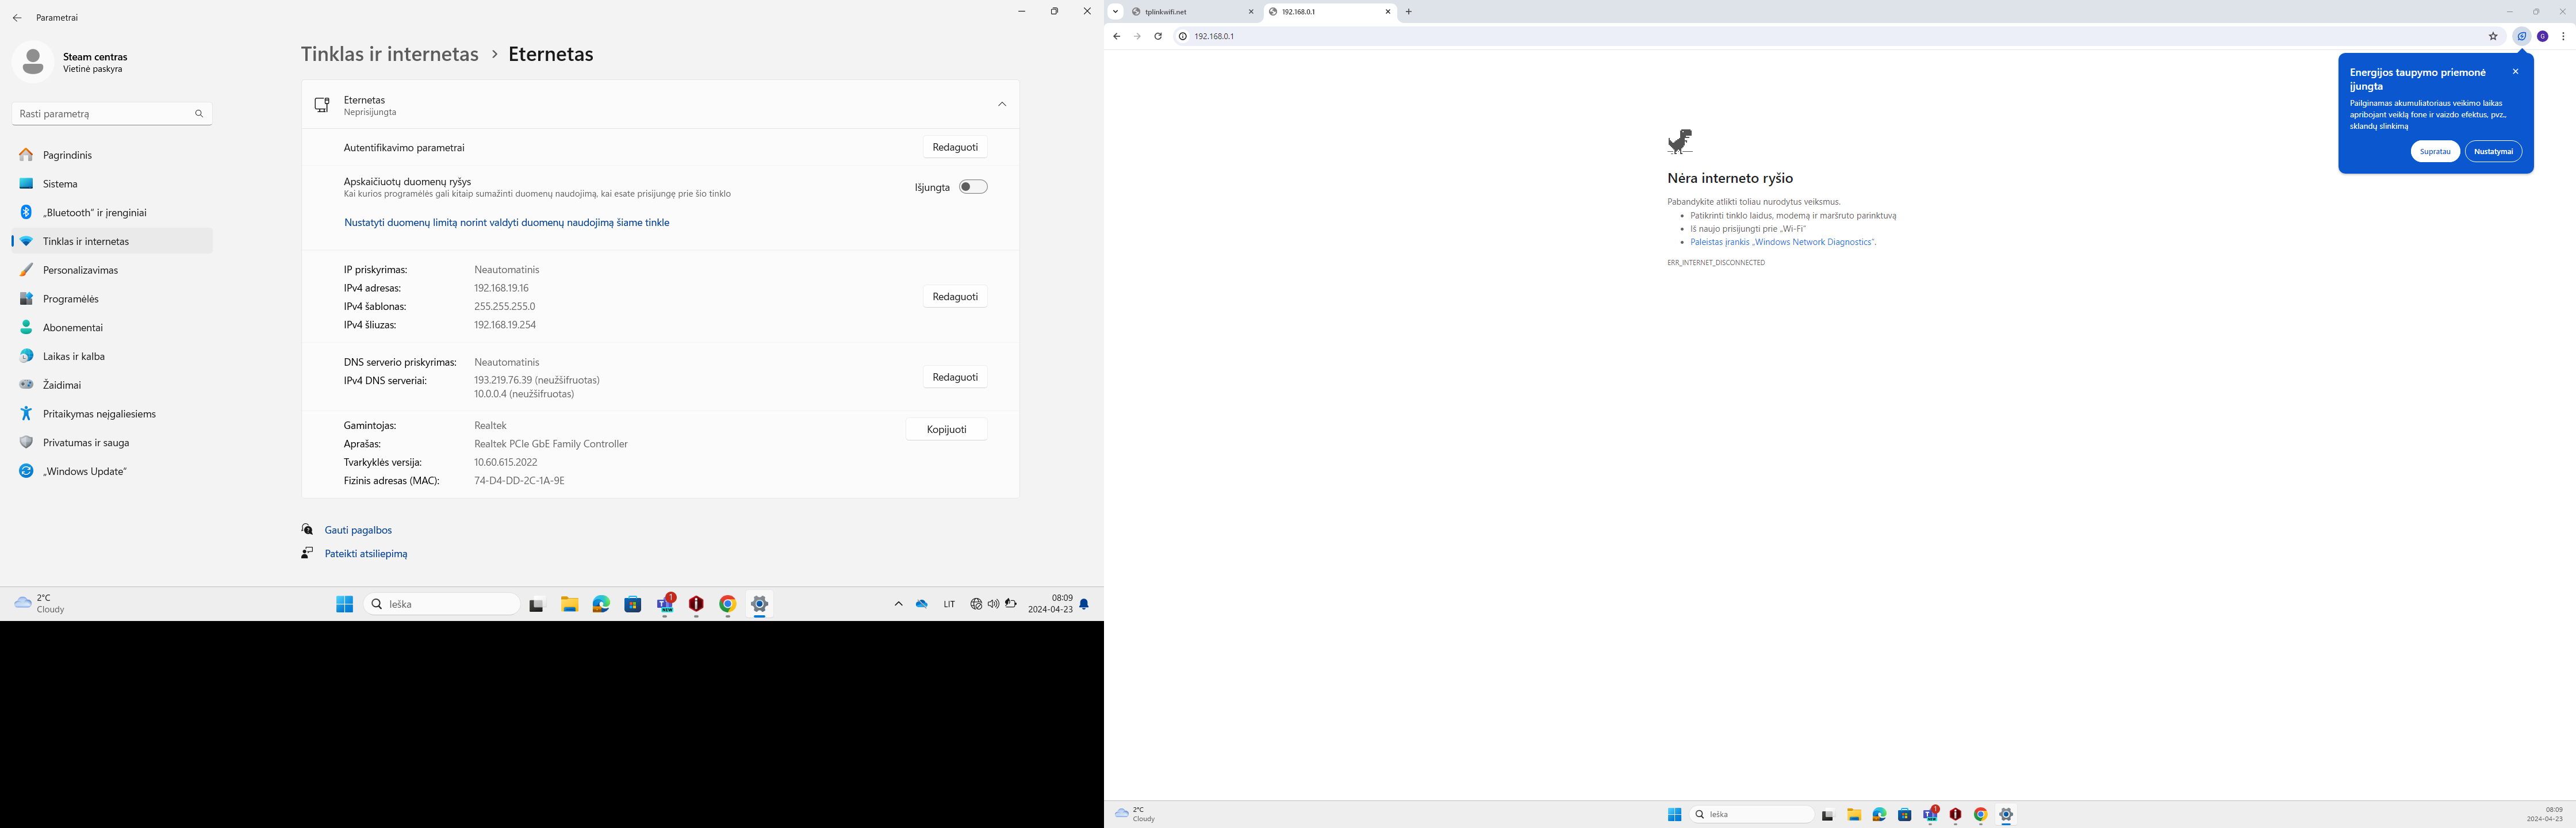 Parametrai
Steam centras
Vietinė paskyra
Rasti parametrą
Pagrindinis
Sistema
„Bluetooth“ ir įrenginiai
Tinklas ir internetas
Personalizavimas
Programėlės
Abonementai
Laikas ir kalba
Žaidimai
Pritaikymas neįgaliesiems
Privatumas ir sauga
„Windows Update“
Tinklas ir internetas > Eternetas
Eternetas
Neprisijungta
Autentifikavimo parametrai
Redaguoti
Apskaičiuotų duomenų ryšys
Kai kurios programėlės gali kitaip sumažinti duomenų naudojimą, kai esate prisijungę prie šio tinklo
Išjungta
Nustatyti duomenų limitą norint valdyti duomenų naudojimą šiame tinkle
IP priskyrimas: Neautomatinis
IPv4 adresas: 192.168.19.16
IPv4 šablonas: 255.255.255.0
IPv4 šliuzas: 192.168.19.254
Redaguoti
DNS serverio priskyrimas: Neautomatinis
IPv4 DNS serveriai: 193.219.76.39 (neužšifruotas)
10.0.0.4 (neužšifruotas)
Redaguoti
Gamintojas: Realtek
Aprašas: Realtek PCIe GbE Family Controller
Tvarkyklės versija: 10.60.615.2022
Fizinis adresas (MAC): 74-D4-DD-2C-1A-9E
Kopijuoti
Gauti pagalbos
Pateikti atsiliepimą
2°C
Cloudy
Ieška
1
NEW
LIT
08:09
2024-04-23
tplinkwifi.net
192.168.0.1
192.168.0.1
G
Energijos taupymo priemonė
įjungta
Pailginamas akumuliatoriaus veikimo laikas
apribojant veiklą fone ir vaizdo efektus, pvz.,
sklandų slinkimą
Supratau
Nustatymai
Nėra interneto ryšio
Pabandykite atlikti toliau nurodytus veiksmus.
• Patikrinti tinklo laidus, modemą ir maršruto parinktuvą
• Iš naujo prisijungti prie „Wi-Fi“
• Paleistas įrankis „Windows Network Diagnostics“.
ERR_INTERNET_DISCONNECTED
2°C
Cloudy
Ieška
1
08:09
2024-04-23